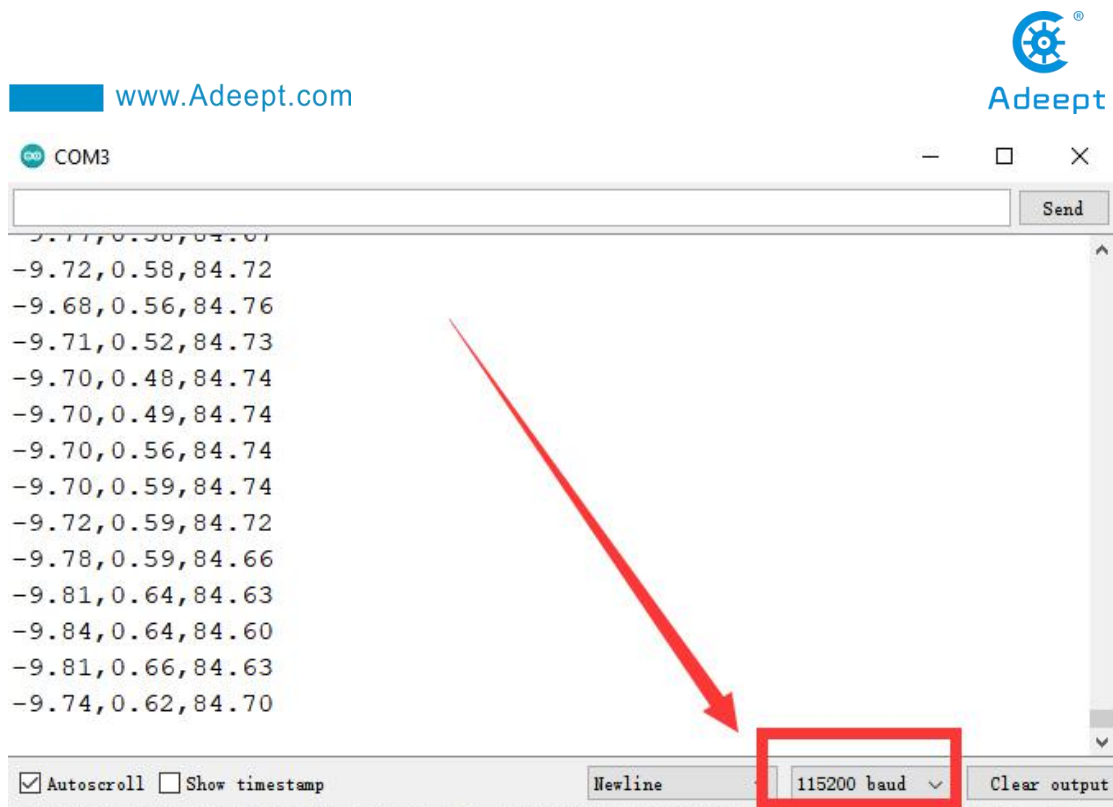 www.Adeept.com
®
Adeept
COM3
Send
-9.72,0.58,84.72
-9.68,0.56,84.76
-9.71,0.52,84.73
-9.70,0.48,84.74
-9.70,0.49,84.74
-9.70,0.56,84.74
-9.70,0.59,84.74
-9.72,0.59,84.72
-9.78,0.59,84.66
-9.81,0.64,84.63
-9.84,0.64,84.60
-9.81,0.66,84.63
-9.74,0.62,84.70
Autoscroll Show timestamp Newline 115200 baud Clear output